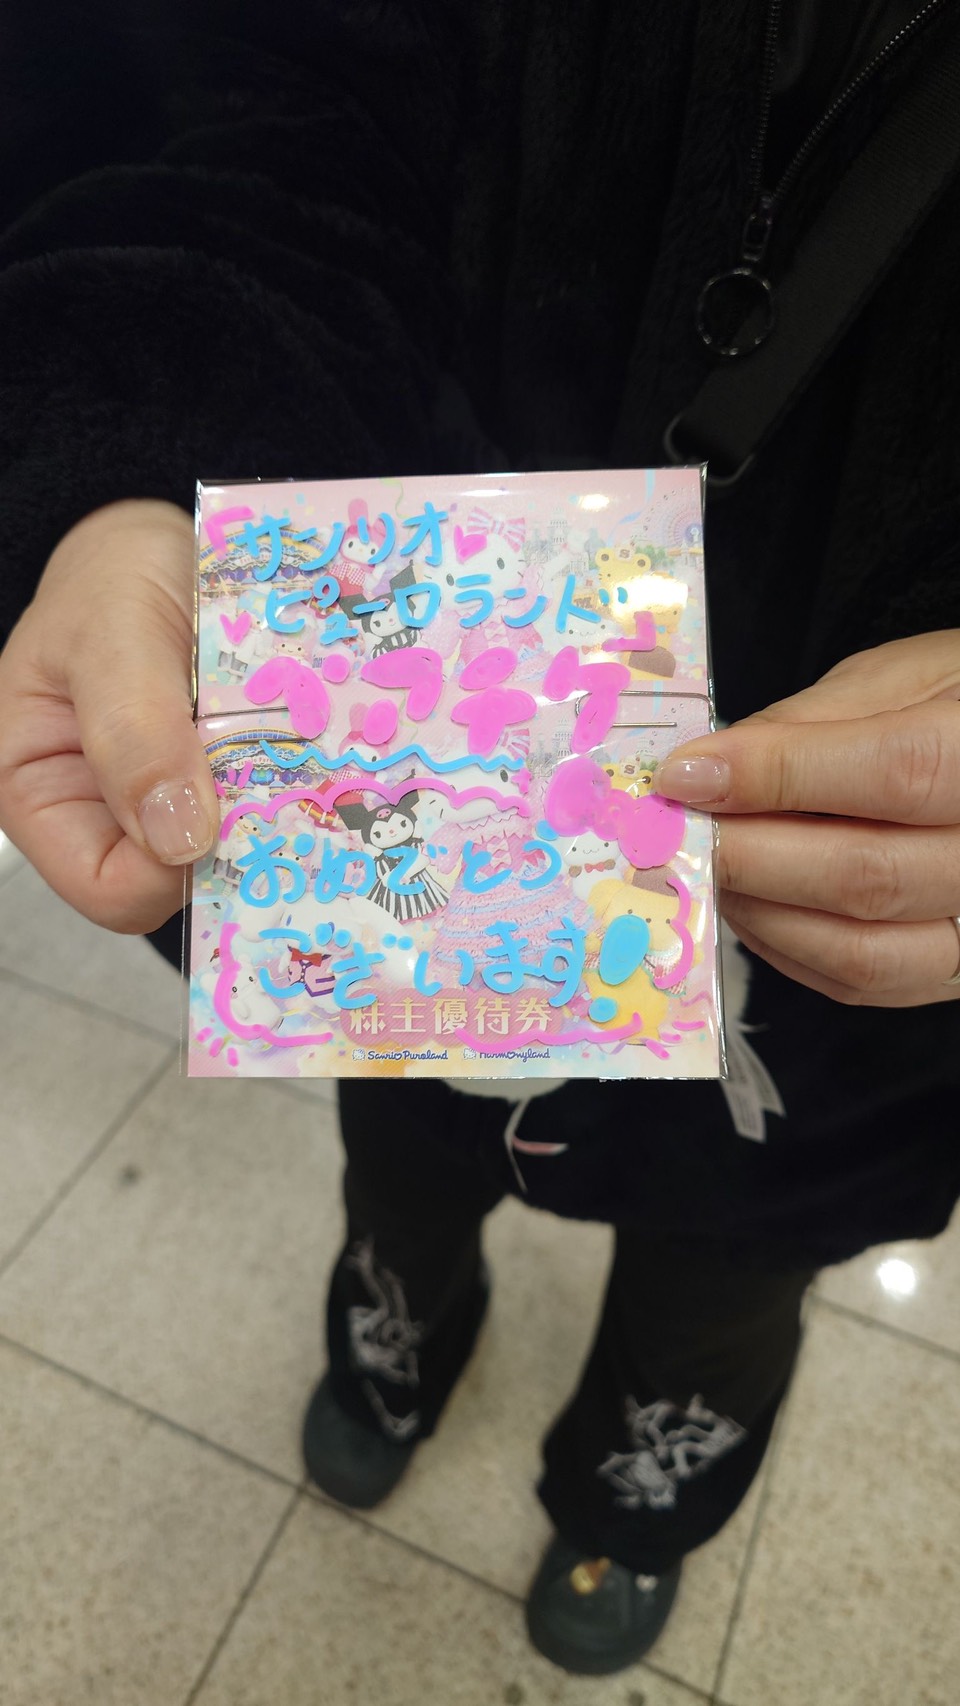 「サンリオ
ピューロランド」
ペアチケ
おめでとう
ございます!
株主優待券
Sanrio Puroland Harmonyland